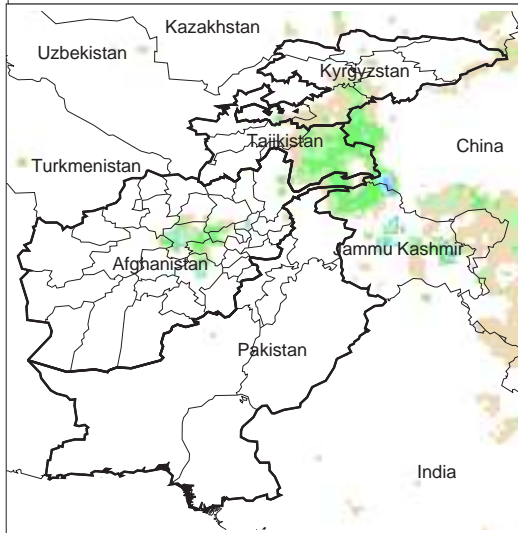 Kazakhstan
Uzbekistan
Kyrgyzstan
Tajikistan
China
Turkmenistan
Jammu Kashmir
Afghanistan
Pakistan
India